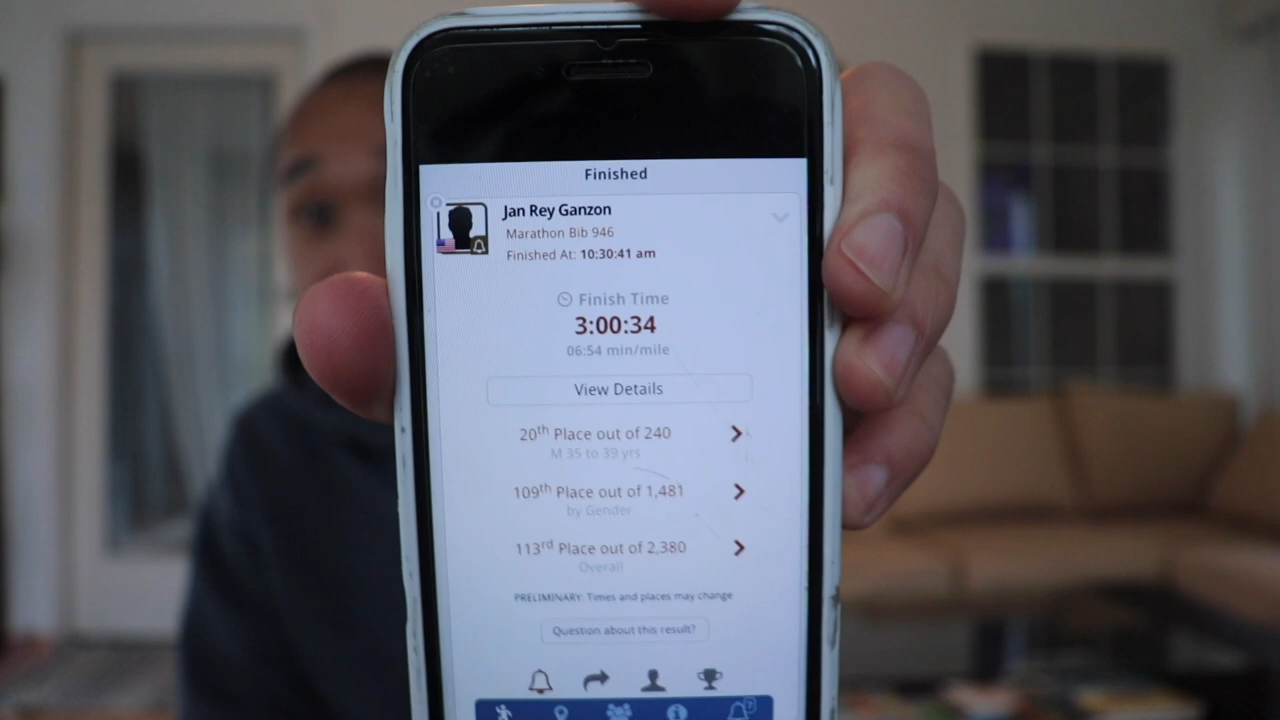 Finished
Jan Rey Ganzon
Marathon Bib 946
Finished At: 10:30:41 am
Finish Time
3:00:34
06:54 min/mile
View Details
20th Place out of 240
M 35 to 39 yrs
109th Place out of 1,481
by Gender
113rd Place out of 2,380
Overall
PRELIMINARY: Times and places may change
Question about this result?